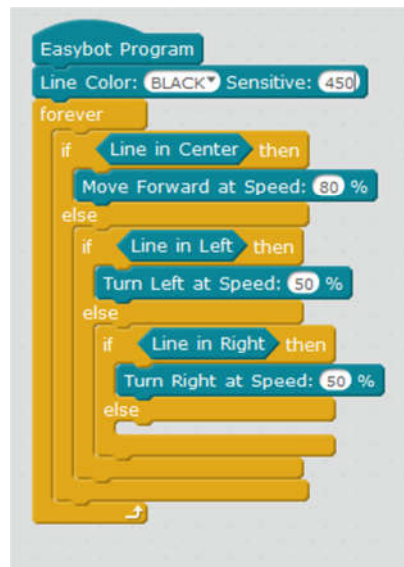 Easybot Program
Line Color: BLACK Sensitive: 450
forever
if Line in Center then
Move Forward at Speed: 80 %
else
if Line in Left then
Turn Left at Speed: 50 %
else
if Line in Right then
Turn Right at Speed: 50 %
else